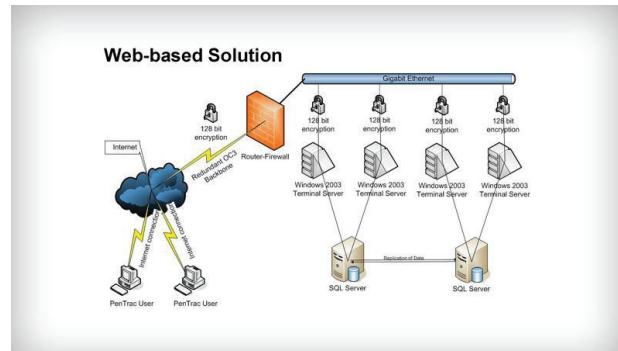 Web-based Solution
Gigabit Ethernet
128 bit
encryption
128 bit
encryption
128 bit
encryption
128 bit
encryption
128 bit
encryption
Internet
Router-Firewall
Redundant OC3
Backbone
Windows 2003
Terminal Server
Windows 2003
Terminal Server
Windows 2003
Terminal Server
Windows 2003
Terminal Server
Internet connection
Internet connection
Replication of Data
SQL Server
SQL Server
PenTrac User
PenTrac User